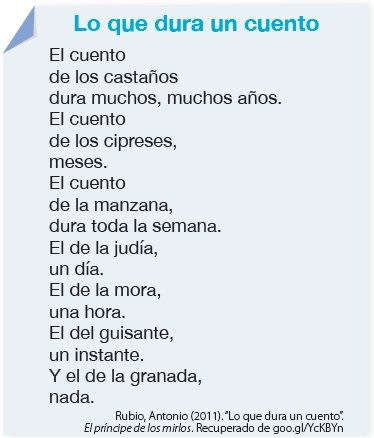 Lo que dura un cuento
El cuento
de los castaños
dura muchos, muchos años.
El cuento
de los cipreses,
meses.
El cuento
de la manzana,
dura toda la semana.
El de la judía,
un día.
El de la mora,
una hora.
El del guisante,
un instante.
Y el de la granada,
nada.
Rubio, Antonio (2011). “Lo que dura un cuento”.
El príncipe de los mirlos. Recuperado de goo.gl/YcKBYn